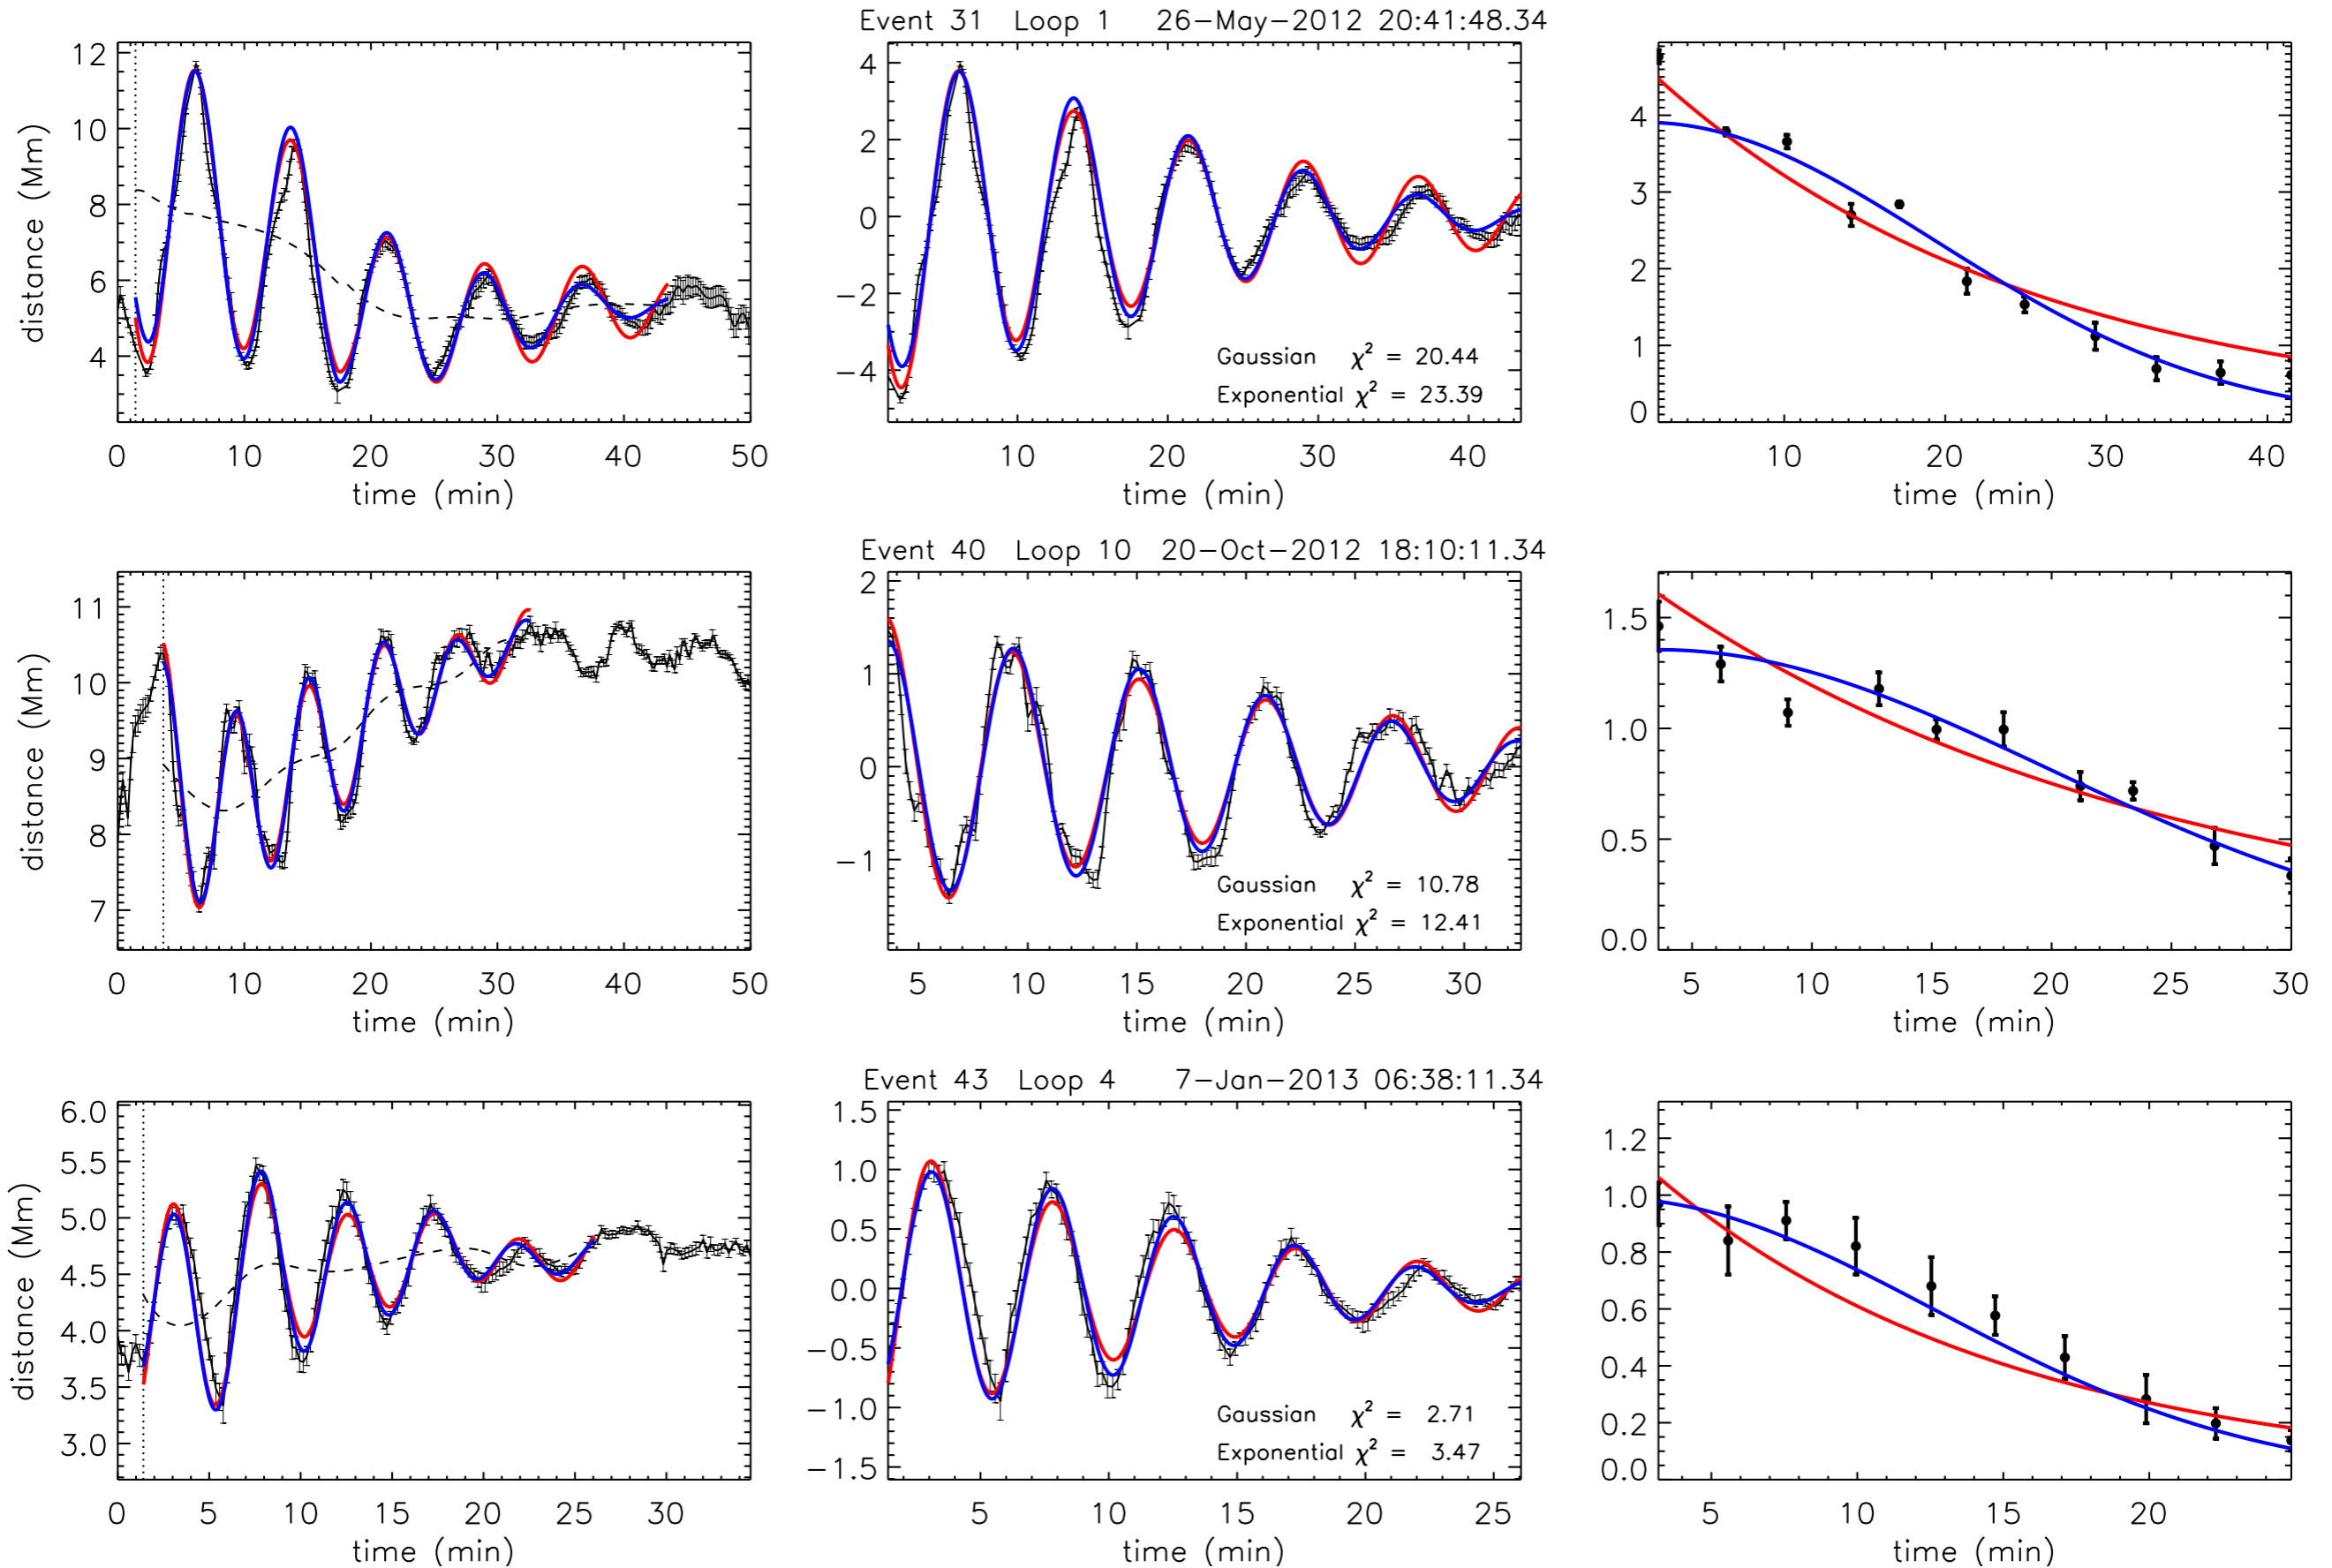 Event 31 Loop 1 26-May-2012 20:41:48.34
distance (Mm)
12
10
8
6
4
0 10 20 30 40 50
time (min)
4
2
0
-2
-4
Gaussian χ² = 20.44
Exponential χ² = 23.39
10 20 30 40
time (min)
4
3
2
1
0
10 20 30 40
time (min)
Event 40 Loop 10 20-Oct-2012 18:10:11.34
distance (Mm)
11
10
9
8
7
0 10 20 30 40 50
time (min)
2
1
0
-1
Gaussian χ² = 10.78
Exponential χ² = 12.41
5 10 15 20 25 30
time (min)
1.5
1.0
0.5
0.0
5 10 15 20 25 30
time (min)
Event 43 Loop 4 7-Jan-2013 06:38:11.34
distance (Mm)
6.0
5.5
5.0
4.5
4.0
3.5
3.0
0 5 10 15 20 25 30
time (min)
1.5
1.0
0.5
0.0
-0.5
-1.0
-1.5
Gaussian χ² = 2.71
Exponential χ² = 3.47
5 10 15 20 25
time (min)
1.2
1.0
0.8
0.6
0.4
0.2
0.0
5 10 15 20
time (min)